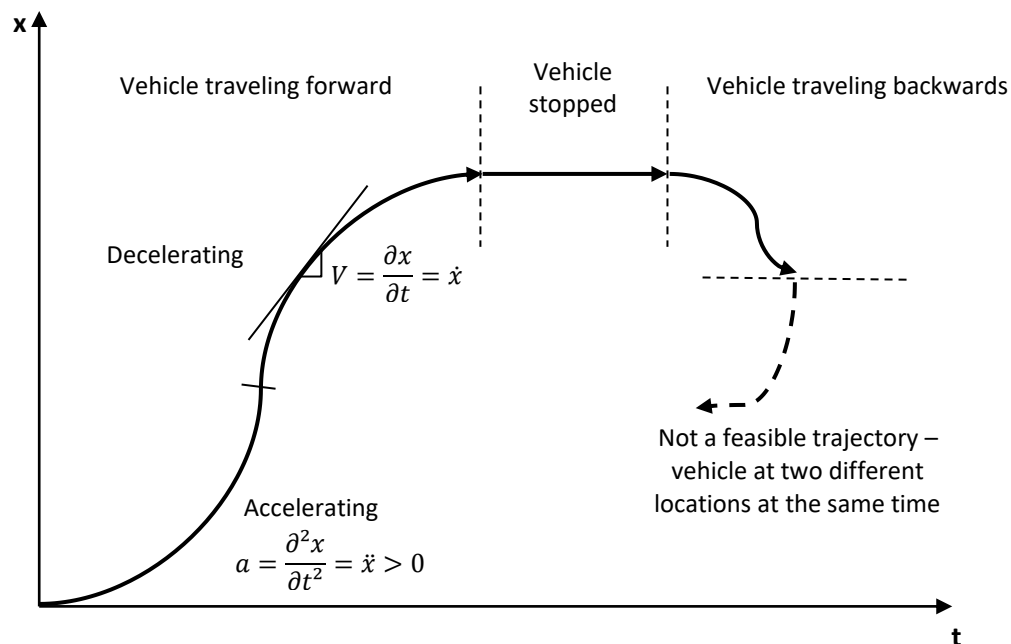 x
Vehicle traveling forward
Vehicle
stopped
Vehicle traveling backwards
Decelerating
V = ∂x/∂t = ẋ
Accelerating
a = ∂²x/∂t² = ẍ > 0
Not a feasible trajectory –
vehicle at two different
locations at the same time
t